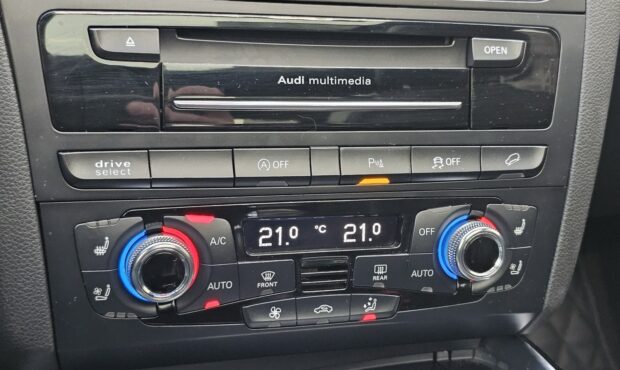 OPEN
Audi multimedia
drive
select
A OFF
P
OFF
A/C
21.0 °C 21.0
OFF
AUTO
FRONT
REAR
AUTO